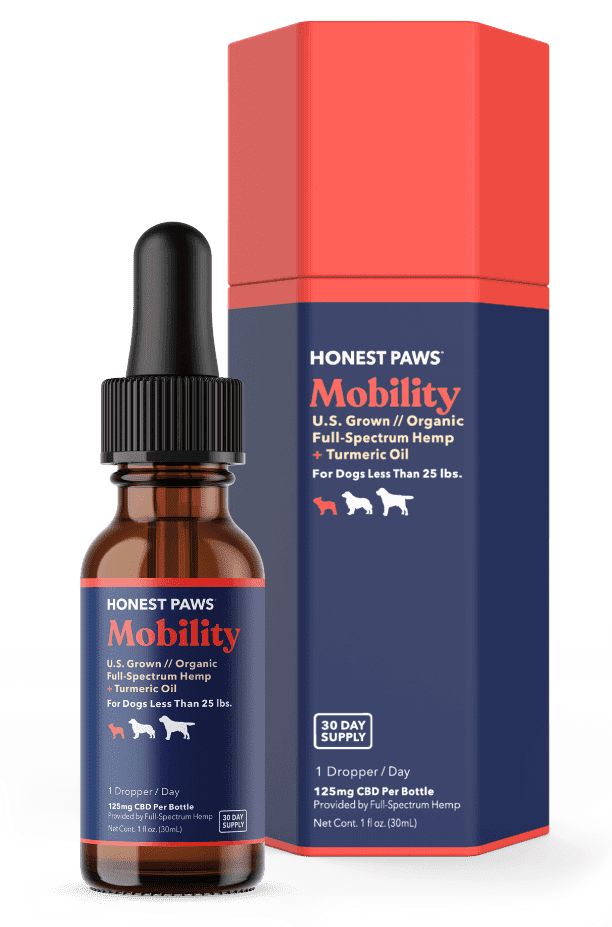 HONEST PAWS
Mobility
U.S. Grown // Organic
Full-Spectrum Hemp
+ Turmeric Oil
For Dogs Less Than 25 lbs.
30 DAY
SUPPLY
1 Dropper / Day
125mg CBD Per Bottle
Provided by Full-Spectrum Hemp
Net Cont. 1 fl oz. (30mL)
HONEST PAWS
Mobility
U.S. Grown // Organic
Full-Spectrum Hemp
+ Turmeric Oil
For Dogs Less Than 25 lbs.
1 Dropper / Day
125mg CBD Per Bottle
Provided by Full-Spectrum Hemp
Net Cont. 1 fl oz. (30mL)
30 DAY
SUPPLY